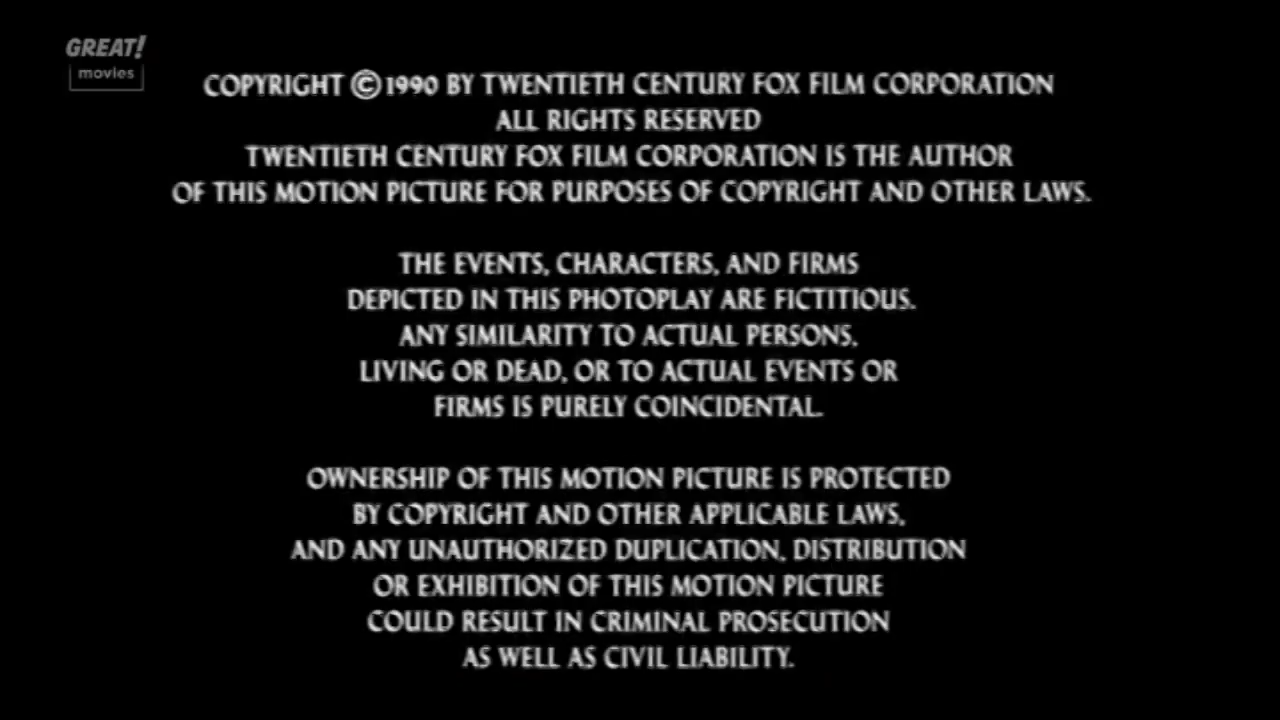 GREAT!
movies
COPYRIGHT ©1990 BY TWENTIETH CENTURY FOX FILM CORPORATION
ALL RIGHTS RESERVED
TWENTIETH CENTURY FOX FILM CORPORATION IS THE AUTHOR
OF THIS MOTION PICTURE FOR PURPOSES OF COPYRIGHT AND OTHER LAWS.
THE EVENTS, CHARACTERS, AND FIRMS
DEPICTED IN THIS PHOTOPLAY ARE FICTITIOUS.
ANY SIMILARITY TO ACTUAL PERSONS,
LIVING OR DEAD, OR TO ACTUAL EVENTS OR
FIRMS IS PURELY COINCIDENTAL.
OWNERSHIP OF THIS MOTION PICTURE IS PROTECTED
BY COPYRIGHT AND OTHER APPLICABLE LAWS,
AND ANY UNAUTHORIZED DUPLICATION, DISTRIBUTION
OR EXHIBITION OF THIS MOTION PICTURE
COULD RESULT IN CRIMINAL PROSECUTION
AS WELL AS CIVIL LIABILITY.